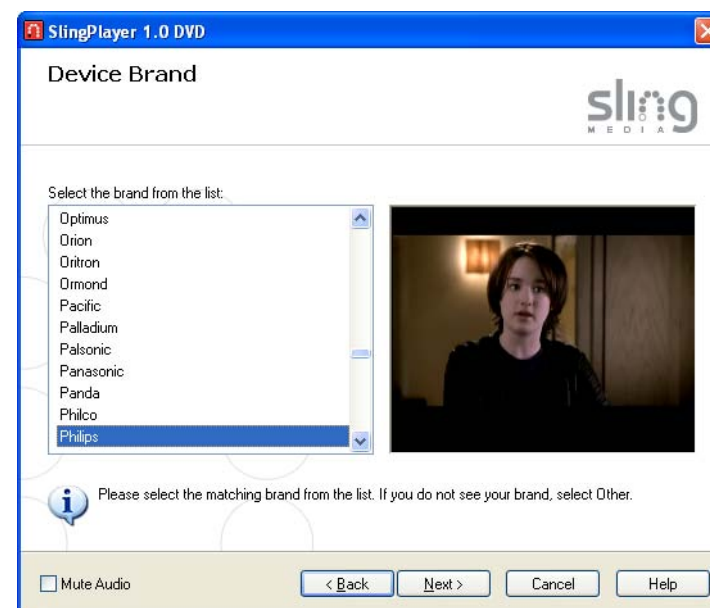 SlingPlayer 1.0 DVD
Device Brand
sling
MEDIA
Select the brand from the list:
Optimus
Orion
Oritron
Ormond
Pacific
Palladium
Palsonic
Panasonic
Panda
Philco
Philips
Please select the matching brand from the list. If you do not see your brand, select Other.
Mute Audio
< Back
Next >
Cancel
Help